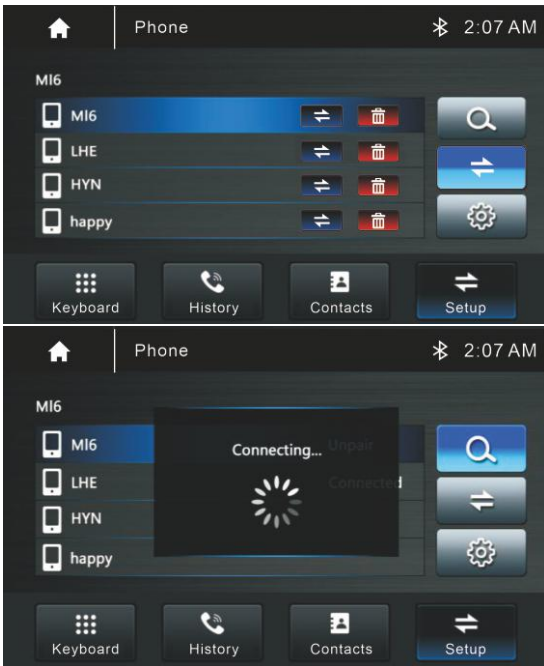 Phone 2:07 AM
MI6
MI6
LHE
HYN
happy
Keyboard History Contacts Setup
Phone 2:07 AM
MI6
MI6 Connecting... Unpair
LHE Connected
HYN
happy
Keyboard History Contacts Setup